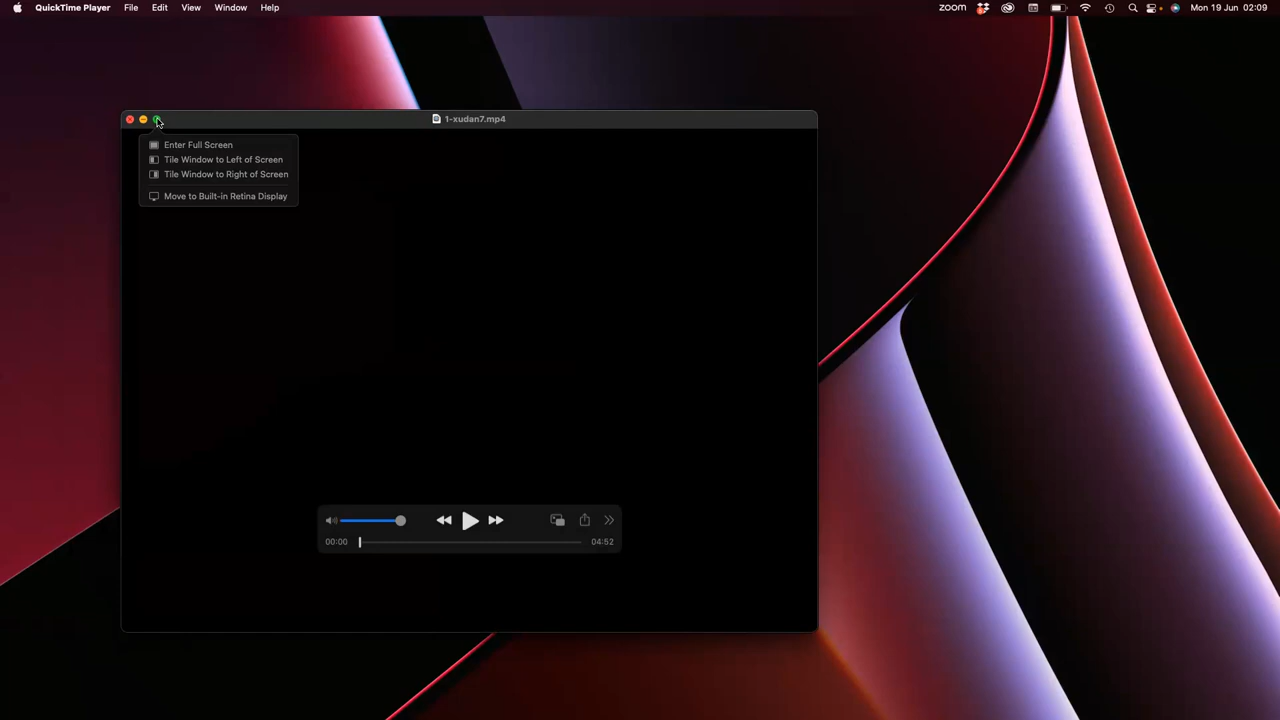 QuickTime Player File Edit View Window Help zoom Mon 19 Jun 02:09
1-xudan7.mp4
Enter Full Screen
Tile Window to Left of Screen
Tile Window to Right of Screen
Move to Built-in Retina Display
00:00 04:52